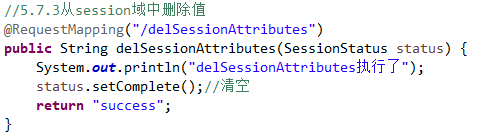 //5.7.3从session域中删除值
@RequestMapping("/delSessionAttributes")
public String delSessionAttributes(SessionStatus status) {
    System.out.println("delSessionAttributes执行了");
    status.setComplete();//清空
    return "success";
}